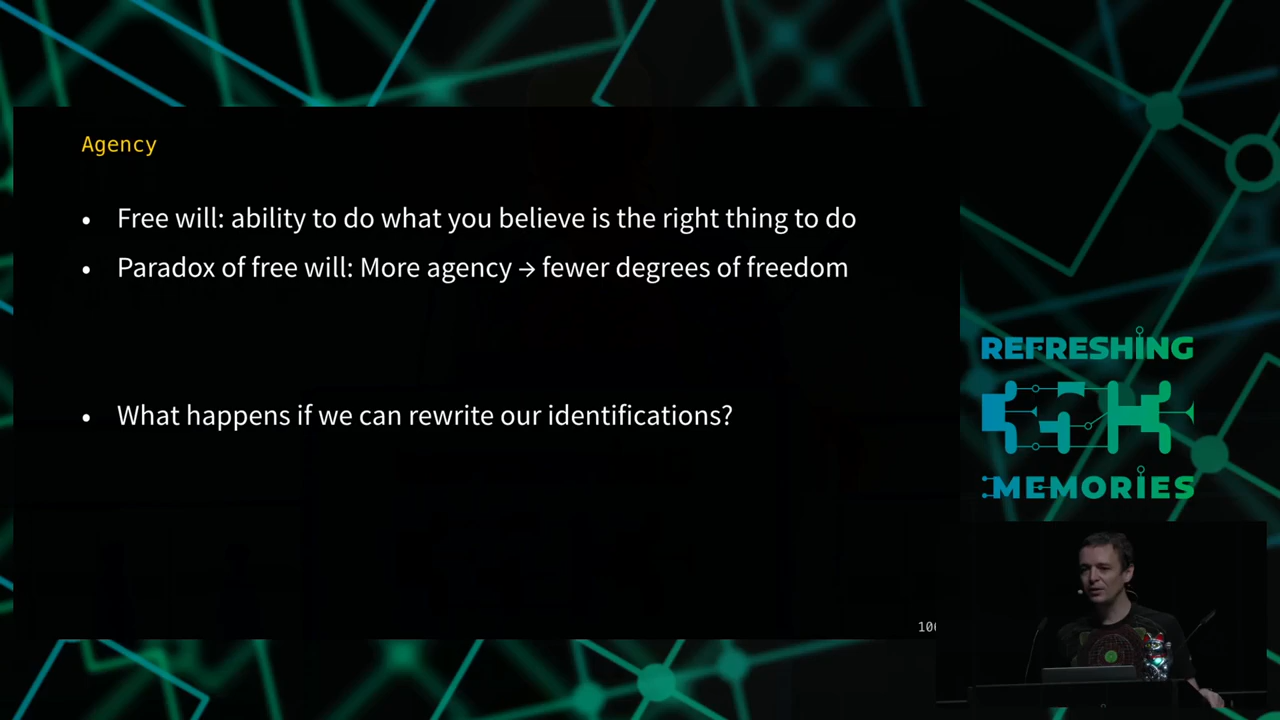 Agency
• Free will: ability to do what you believe is the right thing to do
• Paradox of free will: More agency → fewer degrees of freedom
• What happens if we can rewrite our identifications?
REFRESHING
MEMORIES